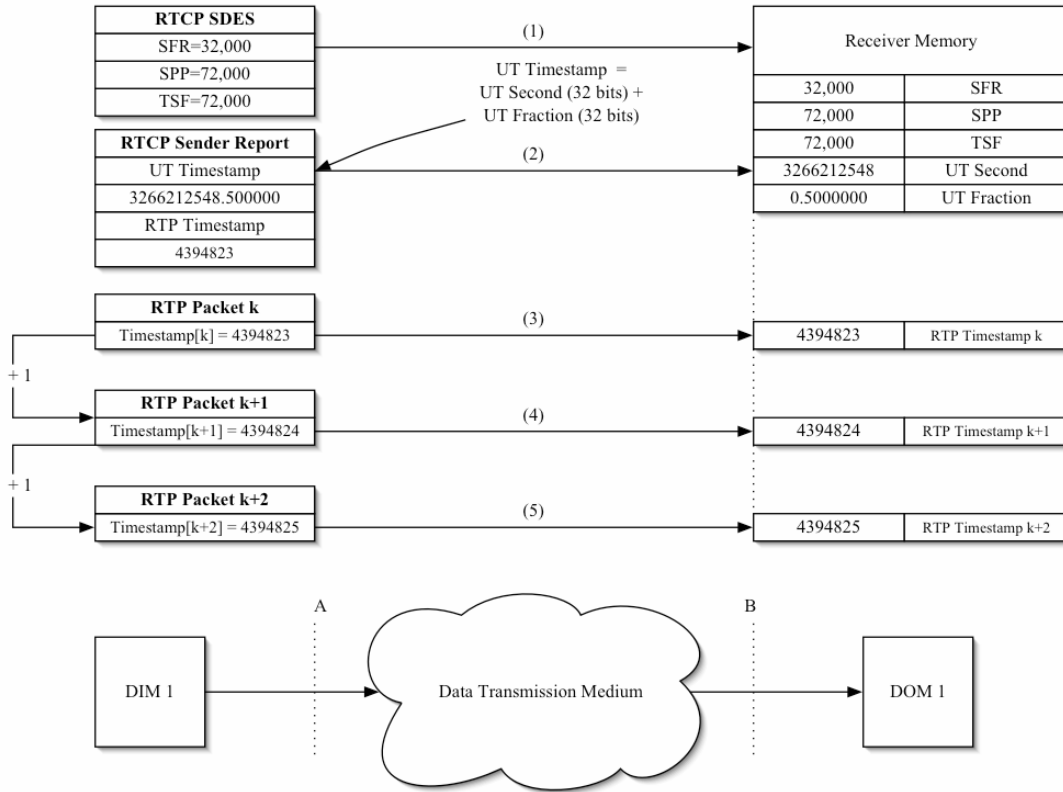 RTCP SDES
SFR=32,000
SPP=72,000
TSF=72,000
(1)
UT Timestamp =
UT Second (32 bits) +
UT Fraction (32 bits)
Receiver Memory
32,000 SFR
72,000 SPP
72,000 TSF
3266212548 UT Second
0.5000000 UT Fraction
RTCP Sender Report
UT Timestamp
3266212548.500000
RTP Timestamp
4394823
(2)
RTP Packet k
Timestamp[k] = 4394823
(3)
4394823 RTP Timestamp k
+ 1
RTP Packet k+1
Timestamp[k+1] = 4394824
(4)
4394824 RTP Timestamp k+1
+ 1
RTP Packet k+2
Timestamp[k+2] = 4394825
(5)
4394825 RTP Timestamp k+2
A
B
DIM 1
Data Transmission Medium
DOM 1